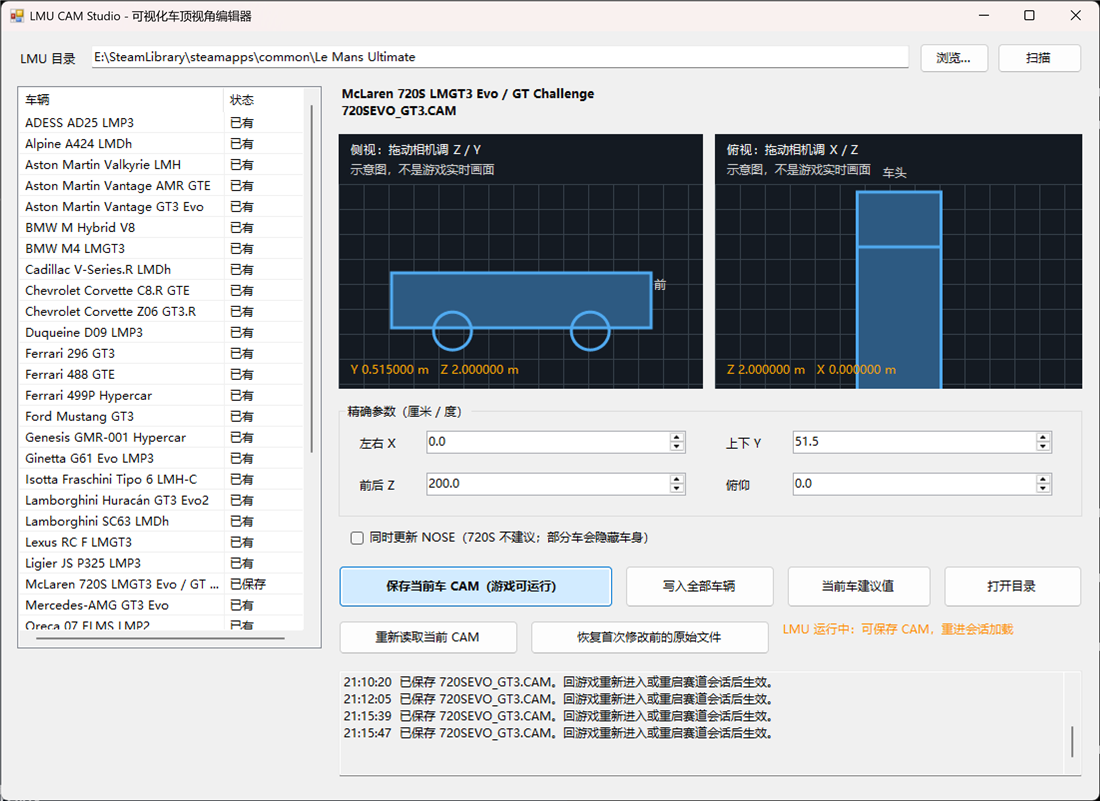 LMU CAM Studio - 可视化车顶视角编辑器
LMU 目录 E:\SteamLibrary\steamapps\common\Le Mans Ultimate 浏览... 扫描
车辆 状态
ADESS AD25 LMP3 已有
Alpine A424 LMDh 已有
Aston Martin Valkyrie LMH 已有
Aston Martin Vantage AMR GTE 已有
Aston Martin Vantage GT3 Evo 已有
BMW M Hybrid V8 已有
BMW M4 LMGT3 已有
Cadillac V-Series.R LMDh 已有
Chevrolet Corvette C8.R GTE 已有
Chevrolet Corvette Z06 GT3.R 已有
Duqueine D09 LMP3 已有
Ferrari 296 GT3 已有
Ferrari 488 GTE 已有
Ferrari 499P Hypercar 已有
Ford Mustang GT3 已有
Genesis GMR-001 Hypercar 已有
Ginetta G61 Evo LMP3 已有
Isotta Fraschini Tipo 6 LMH-C 已有
Lamborghini Huracán GT3 Evo2 已有
Lamborghini SC63 LMDh 已有
Lexus RC F LMGT3 已有
Ligier JS P325 LMP3 已有
McLaren 720S LMGT3 Evo / GT ... 已保存
Mercedes-AMG GT3 Evo 已有
Oreca 07 ELMS LMP2 已有
McLaren 720S LMGT3 Evo / GT Challenge
720SEVO_GT3.CAM
侧视：拖动相机调 Z / Y
示意图，不是游戏实时画面
前
Y 0.515000 m Z 2.000000 m
俯视：拖动相机调 X / Z
示意图，不是游戏实时画面 车头
Z 2.000000 m X 0.000000 m
精确参数（厘米 / 度）
左右 X 0.0 上下 Y 51.5
前后 Z 200.0 俯仰 0.0
同时更新 NOSE（720S 不建议；部分车会隐藏车身）
保存当前车 CAM（游戏可运行） 写入全部车辆 当前车建议值 打开目录
重新读取当前 CAM 恢复首次修改前的原始文件 LMU 运行中：可保存 CAM，重进会话加载
21:10:20 已保存 720SEVO_GT3.CAM。回游戏重新进入或重启赛道会话后生效。
21:12:05 已保存 720SEVO_GT3.CAM。回游戏重新进入或重启赛道会话后生效。
21:15:39 已保存 720SEVO_GT3.CAM。回游戏重新进入或重启赛道会话后生效。
21:15:47 已保存 720SEVO_GT3.CAM。回游戏重新进入或重启赛道会话后生效。